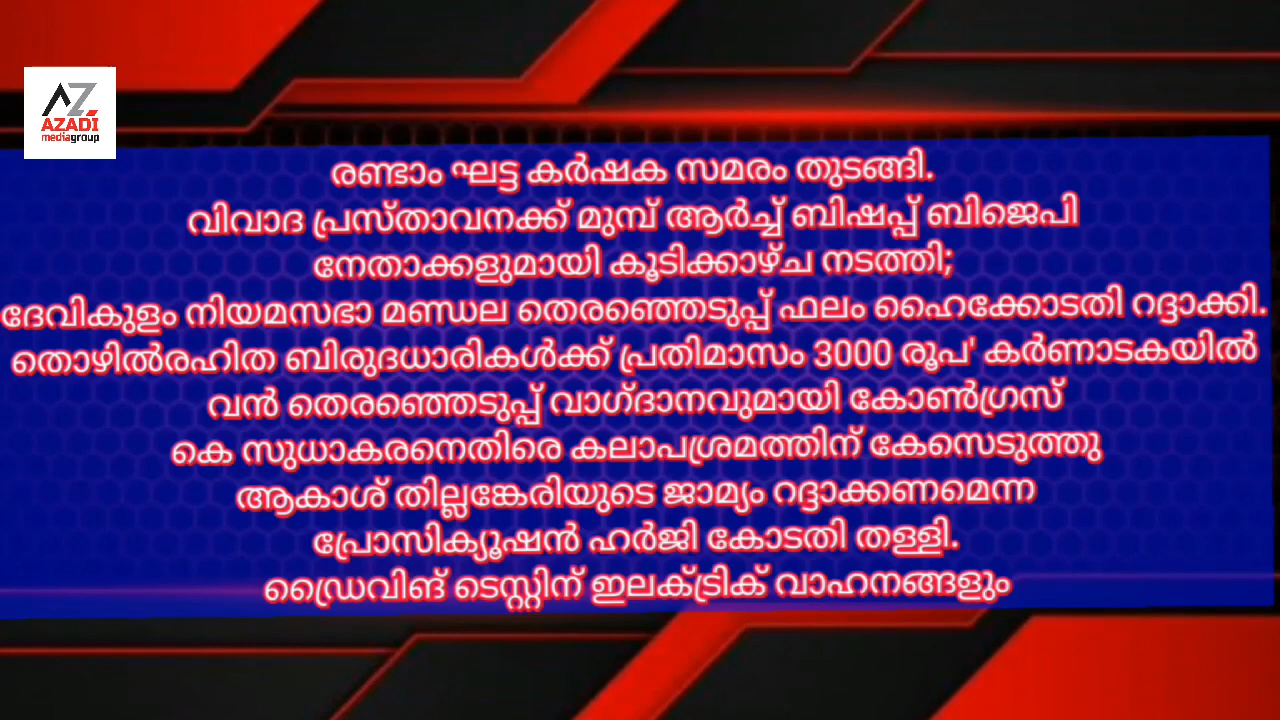 AZ
AZADI
mediagroup
രണ്ടാം ഘട്ട കർഷക സമരം തുടങ്ങി.
വിവാദ പ്രസ്താവനക്ക് മുമ്പ് ആർച്ച് ബിഷപ്പ് ബിജെപി
നേതാക്കളുമായി കൂടിക്കാഴ്ച നടത്തി;
ദേവികുളം നിയമസഭാ മണ്ഡല തെരഞ്ഞെടുപ്പ് ഫലം ഹൈക്കോടതി റദ്ദാക്കി.
തൊഴിൽരഹിത ബിരുദധാരികൾക്ക് പ്രതിമാസം 3000 രൂപ' കർണാടകയിൽ
വൻ തെരഞ്ഞെടുപ്പ് വാഗ്ദാനവുമായി കോൺഗ്രസ്
കെ സുധാകരനെതിരെ കലാപശ്രമത്തിന് കേസെടുത്തു
ആകാശ് തില്ലങ്കേരിയുടെ ജാമ്യം റദ്ദാക്കണമെന്ന
പ്രോസിക്യൂഷൻ ഹർജി കോടതി തള്ളി.
ഡ്രൈവിങ് ടെസ്റ്റിന് ഇലക്ട്രിക് വാഹനങ്ങളും